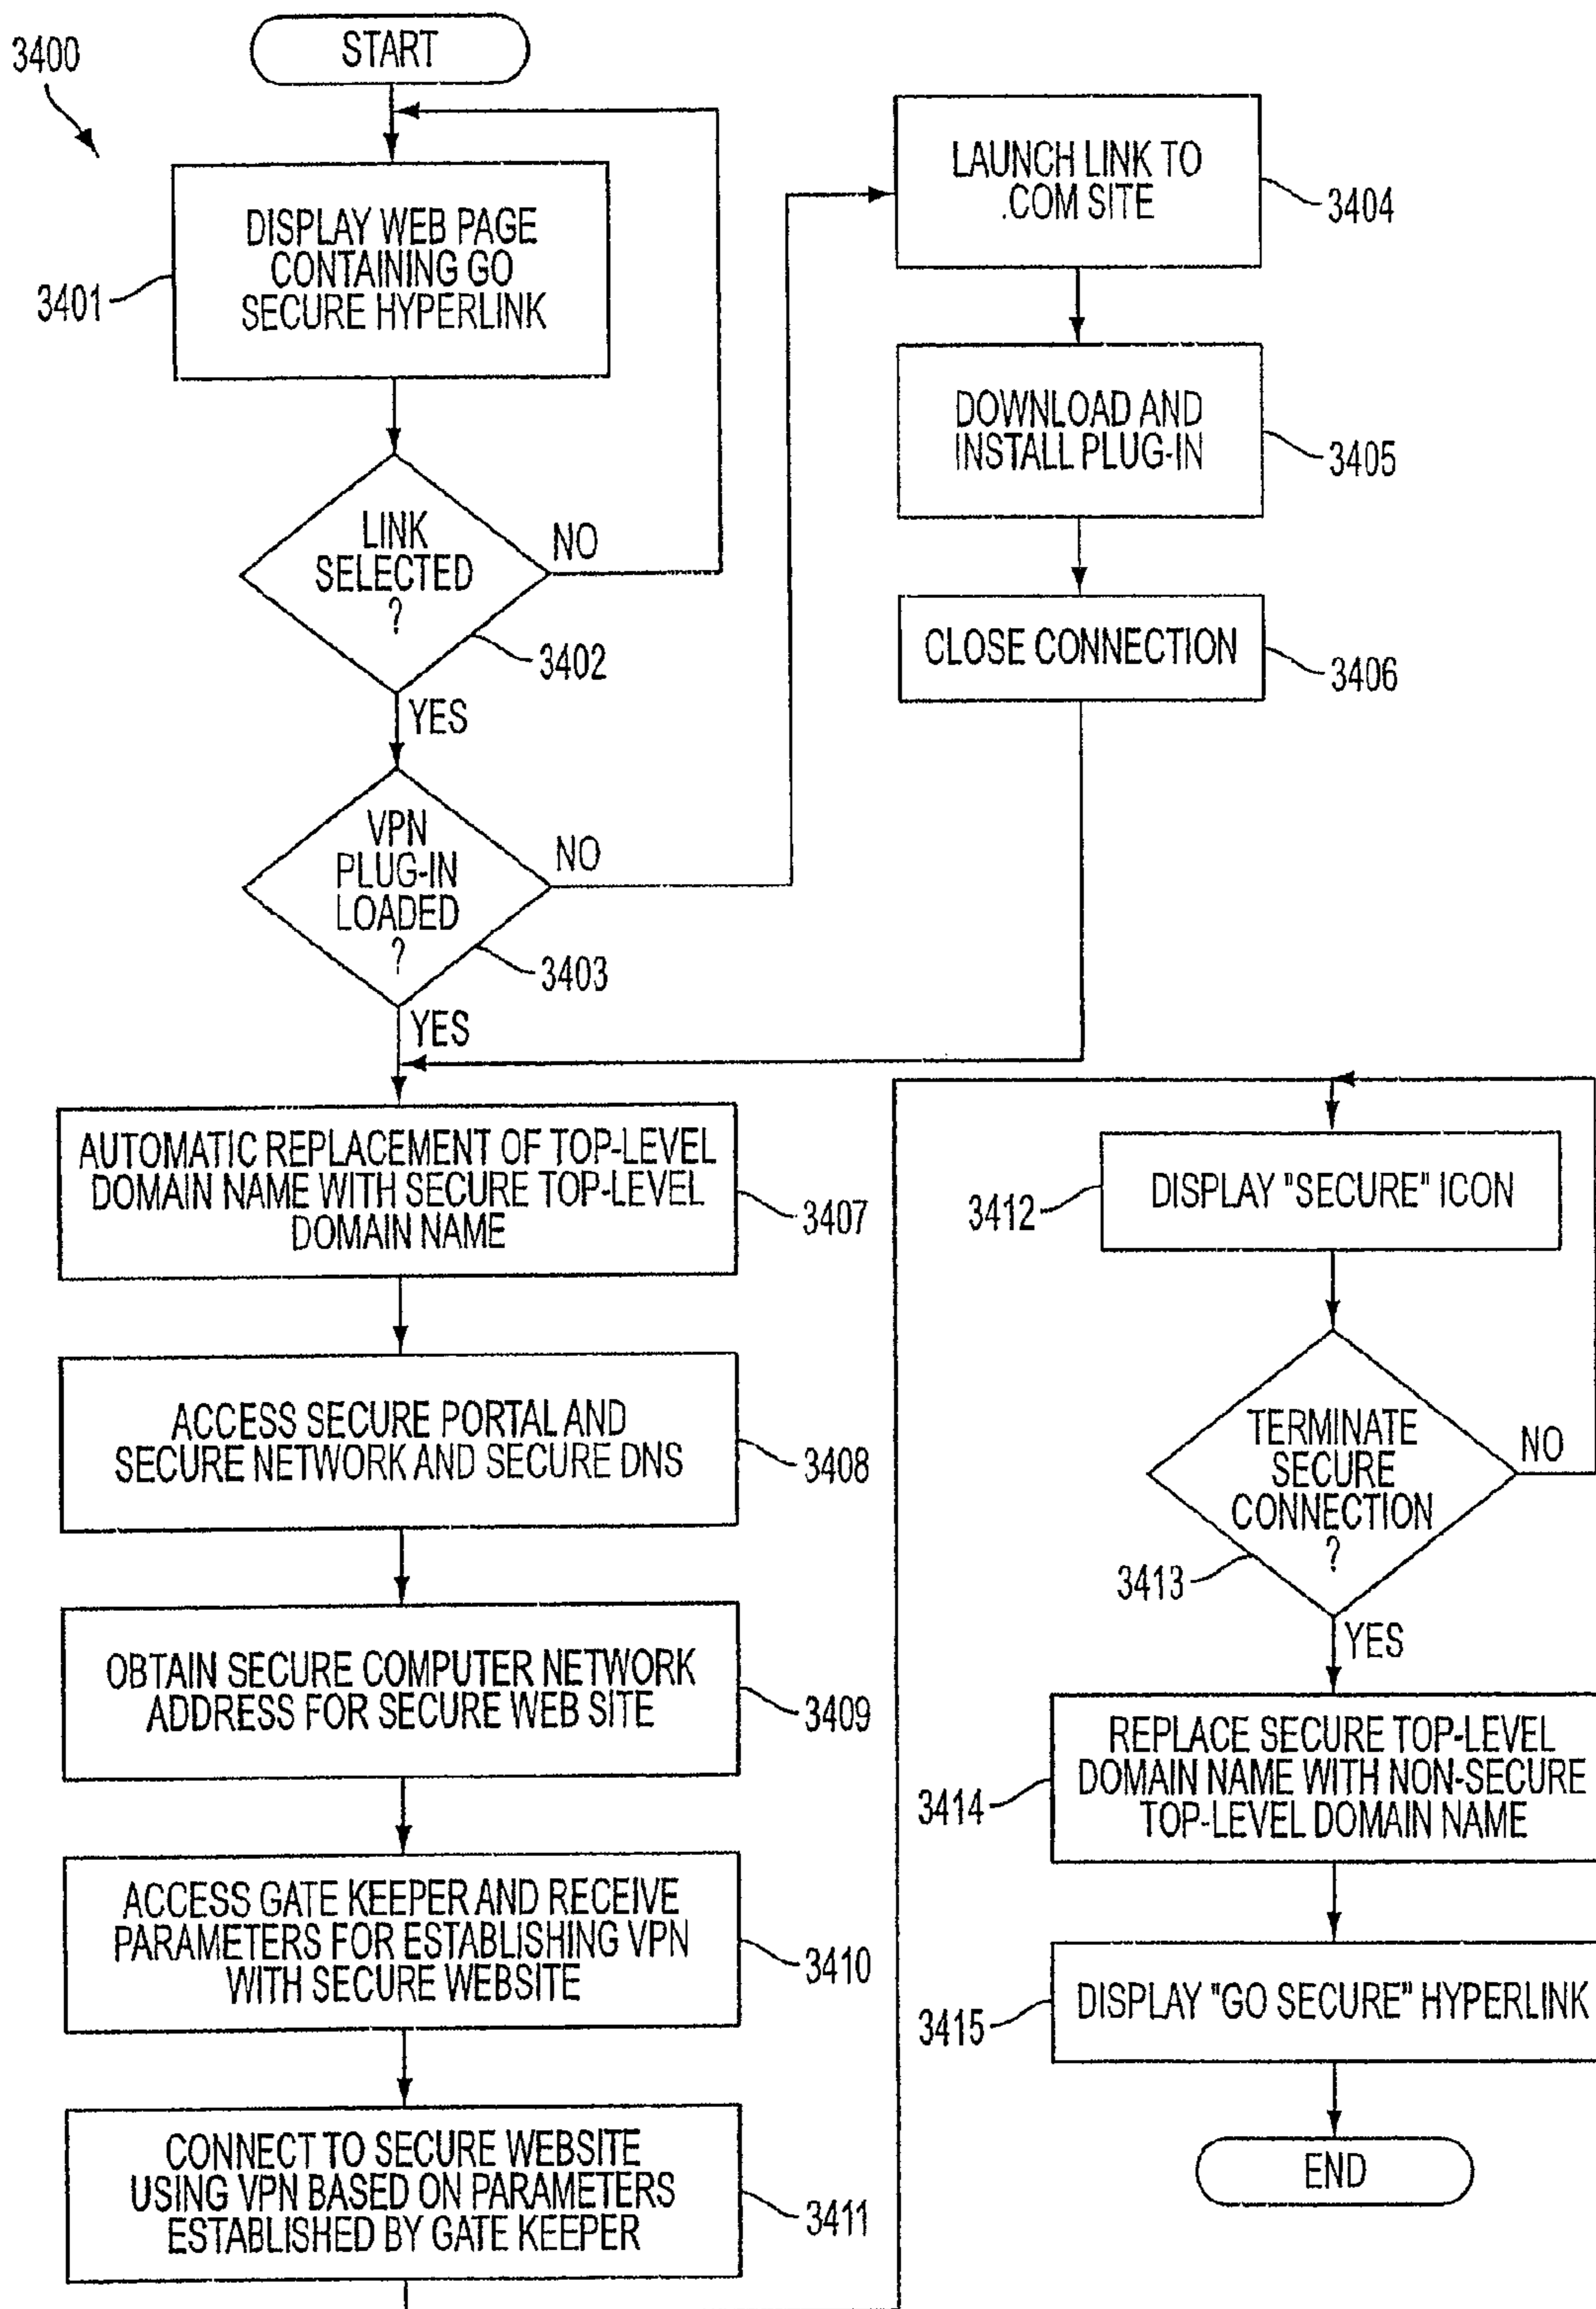 3400
START
3401
DISPLAY WEB PAGE
CONTAINING GO
SECURE HYPERLINK
LINK
SELECTED
?
NO
3402
YES
VPN
PLUG-IN
LOADED
?
NO
3403
YES
LAUNCH LINK TO
.COM SITE
3404
DOWNLOAD AND
INSTALL PLUG-IN
3405
CLOSE CONNECTION
3406
AUTOMATIC REPLACEMENT OF TOP-LEVEL
DOMAIN NAME WITH SECURE TOP-LEVEL
DOMAIN NAME
3407
ACCESS SECURE PORTAL AND
SECURE NETWORK AND SECURE DNS
3408
OBTAIN SECURE COMPUTER NETWORK
ADDRESS FOR SECURE WEB SITE
3409
ACCESS GATE KEEPER AND RECEIVE
PARAMETERS FOR ESTABLISHING VPN
WITH SECURE WEBSITE
3410
CONNECT TO SECURE WEBSITE
USING VPN BASED ON PARAMETERS
ESTABLISHED BY GATE KEEPER
3411
3412
DISPLAY "SECURE" ICON
TERMINATE
SECURE
CONNECTION
?
NO
3413
YES
REPLACE SECURE TOP-LEVEL
DOMAIN NAME WITH NON-SECURE
TOP-LEVEL DOMAIN NAME
3414
DISPLAY "GO SECURE" HYPERLINK
3415
END